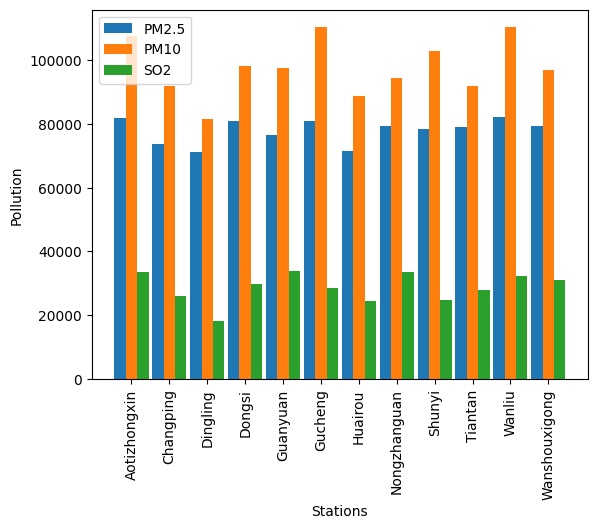 PM2.5
PM10
SO2
100000
80000
60000
40000
20000
0
Pollution
Aotizhongxin
Changping
Dingling
Dongsi
Guanyuan
Gucheng
Huairou
Nongzhanguan
Shunyi
Tiantan
Wanliu
Wanshouxigong
Stations